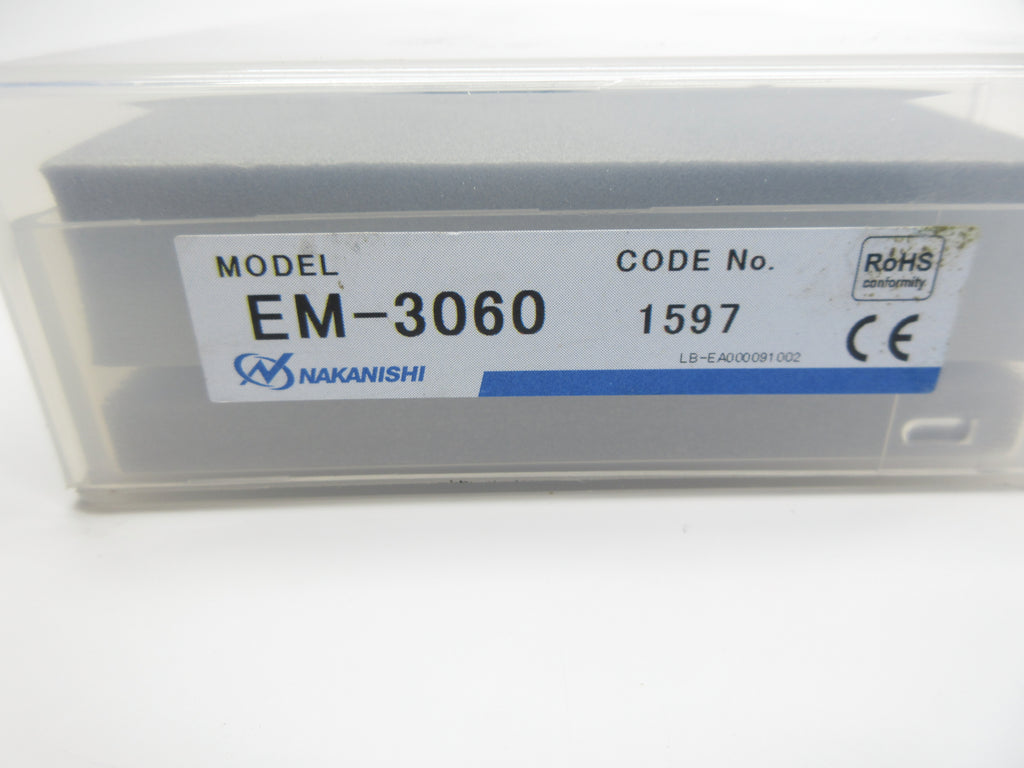 MODEL
EM-3060
NAKANISHI
CODE No.
1597
LB-EA000091002
RoHS
conformity
CE